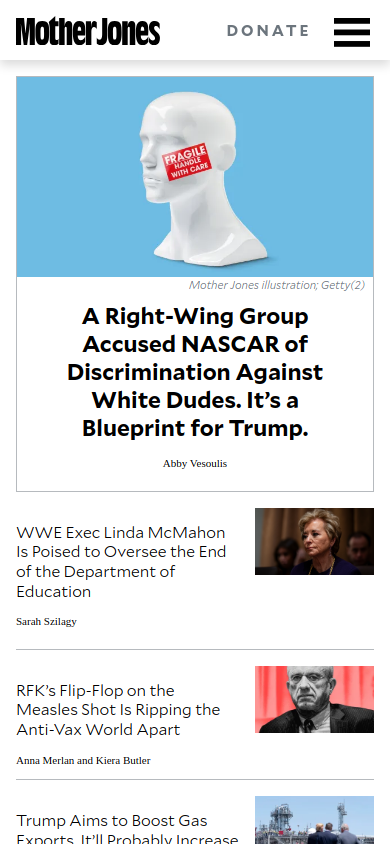 Mother Jones
DONATE
FRAGILE
HANDLE
WITH CARE
Mother Jones illustration; Getty(2)
A Right-Wing Group
Accused NASCAR of
Discrimination Against
White Dudes. It’s a
Blueprint for Trump.
Abby Vesoulis
WWE Exec Linda McMahon
Is Poised to Oversee the End
of the Department of
Education
Sarah Szilagy
RFK’s Flip-Flop on the
Measles Shot Is Ripping the
Anti-Vax World Apart
Anna Merlan and Kiera Butler
Trump Aims to Boost Gas
Exports. It’ll Probably Increase